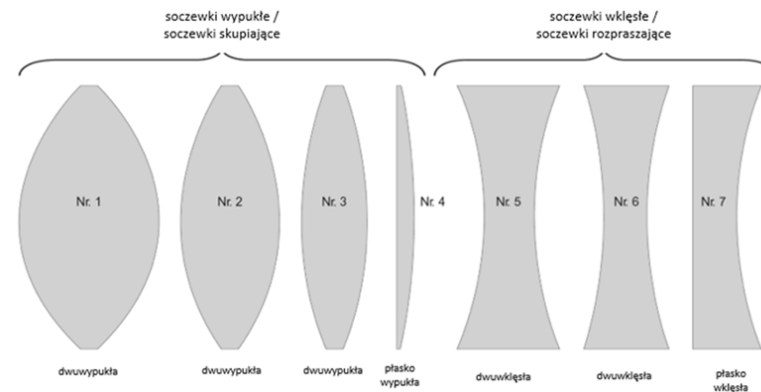 soczewki wypukłe /
soczewki skupiające
soczewki wklęsłe /
soczewki rozpraszające
Nr. 1
Nr. 2
Nr. 3
Nr. 4
Nr. 5
Nr. 6
Nr. 7
dwuwypukła
dwuwypukła
dwuwypukła
płasko
wypukła
dwuwklęsła
dwuwklęsła
płasko
wklęsła